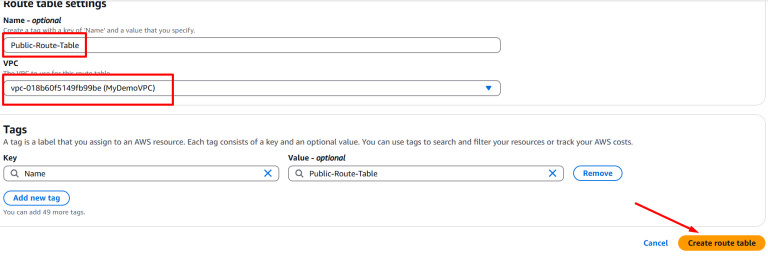 Route table settings
Name - optional
Create a tag with a key of 'Name' and a value that you specify.
Public-Route-Table
VPC
The VPC to use for this route table.
vpc-018b60f5149fb99be (MyDemoVPC)
Tags
A tag is a label that you assign to an AWS resource. Each tag consists of a key and an optional value. You can use tags to search and filter your resources or track your AWS costs.
Key
Value - optional
Name
Public-Route-Table
Remove
Add new tag
You can add 49 more tags.
Cancel
Create route table